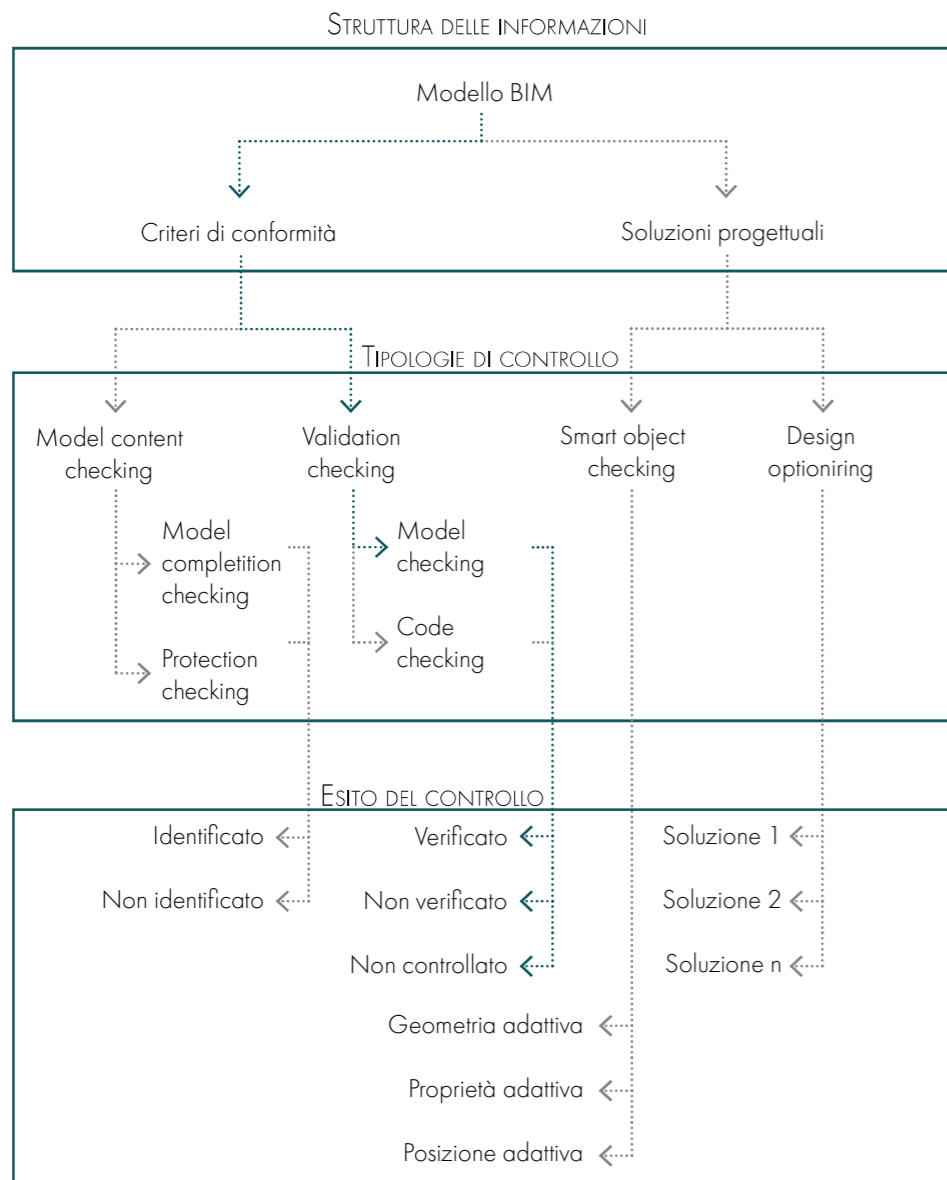 STRUTTURA DELLE INFORMAZIONI
Modello BIM
Criteri di conformità
Soluzioni progettuali
TIPOLOGIE DI CONTROLLO
Model content
checking
Validation
checking
Smart object
checking
Design
optioniring
Model
completition
checking
Protection
checking
Model
checking
Code
checking
ESITO DEL CONTROLLO
Identificato
Non identificato
Verificato
Non verificato
Non controllato
Soluzione 1
Soluzione 2
Soluzione n
Geometria adattiva
Proprietà adattiva
Posizione adattiva